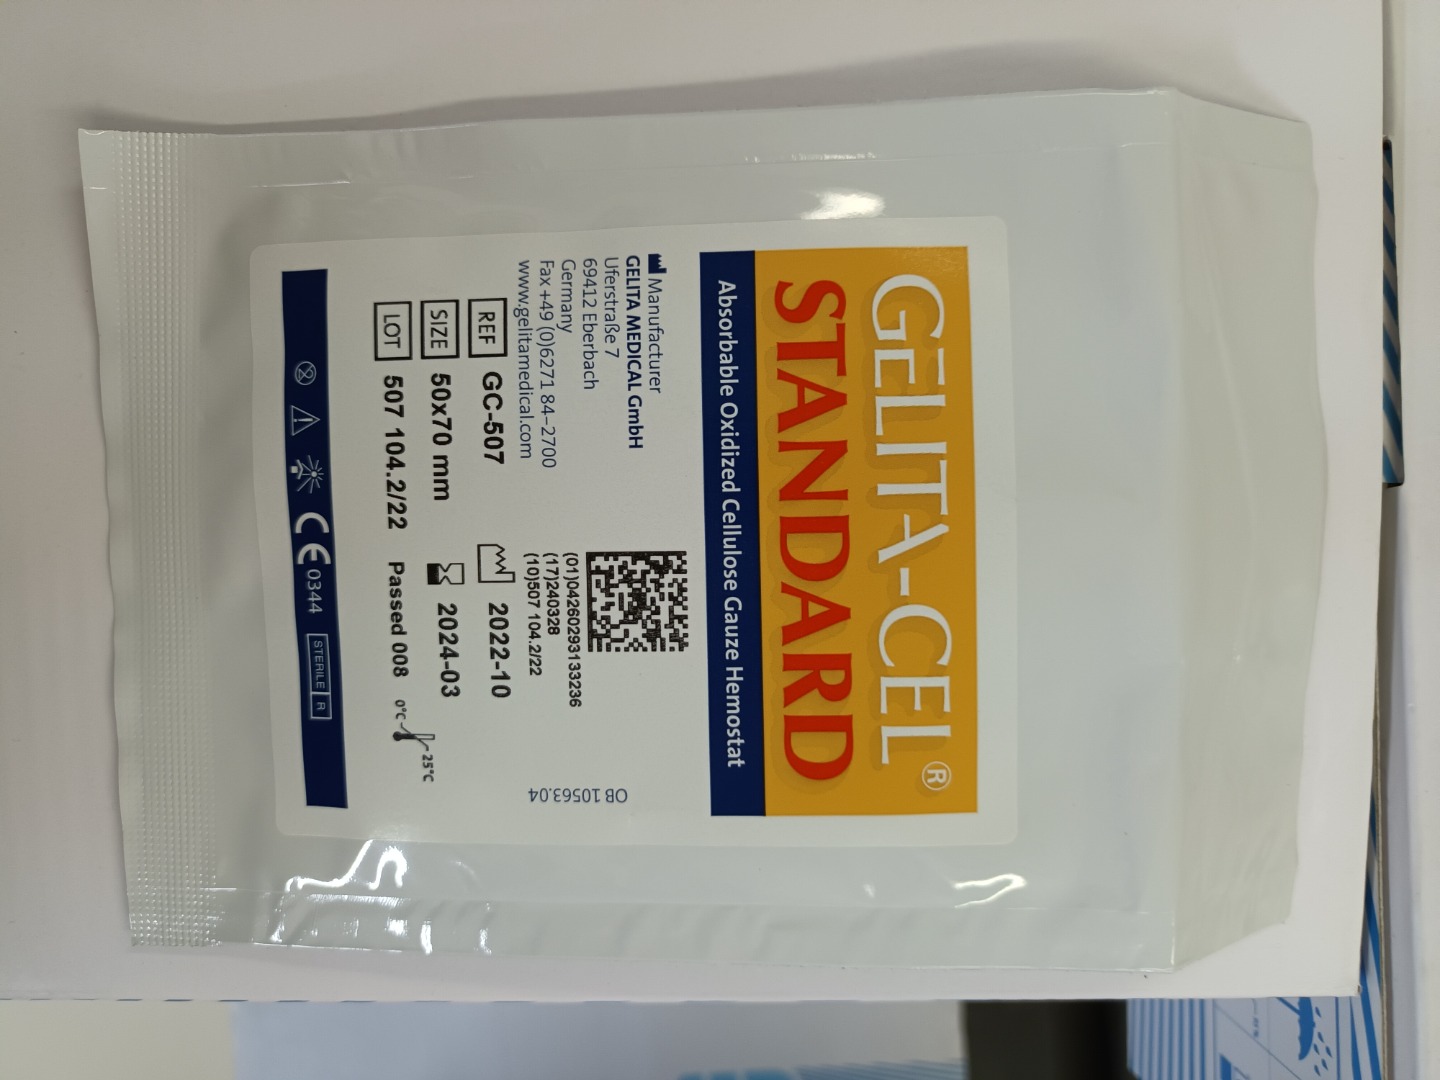 GELITA-CEL®
STANDARD
Absorbable Oxidized Cellulose Gauze Hemostat
Manufacturer
GELITA MEDICAL GmbH
Uferstraße 7
69412 Eberbach
Germany
Fax +49 (0)6271 84–2700
www.gelitamedical.com
(01)04260293133236
(17)240328
(10)507 104.2/22
OB 10563.04
REF GC-507 2022-10
SIZE 50x70 mm 2024-03
LOT 507 104.2/22 Passed 008 0°C 25°C
2 CE 0344 STERILE R